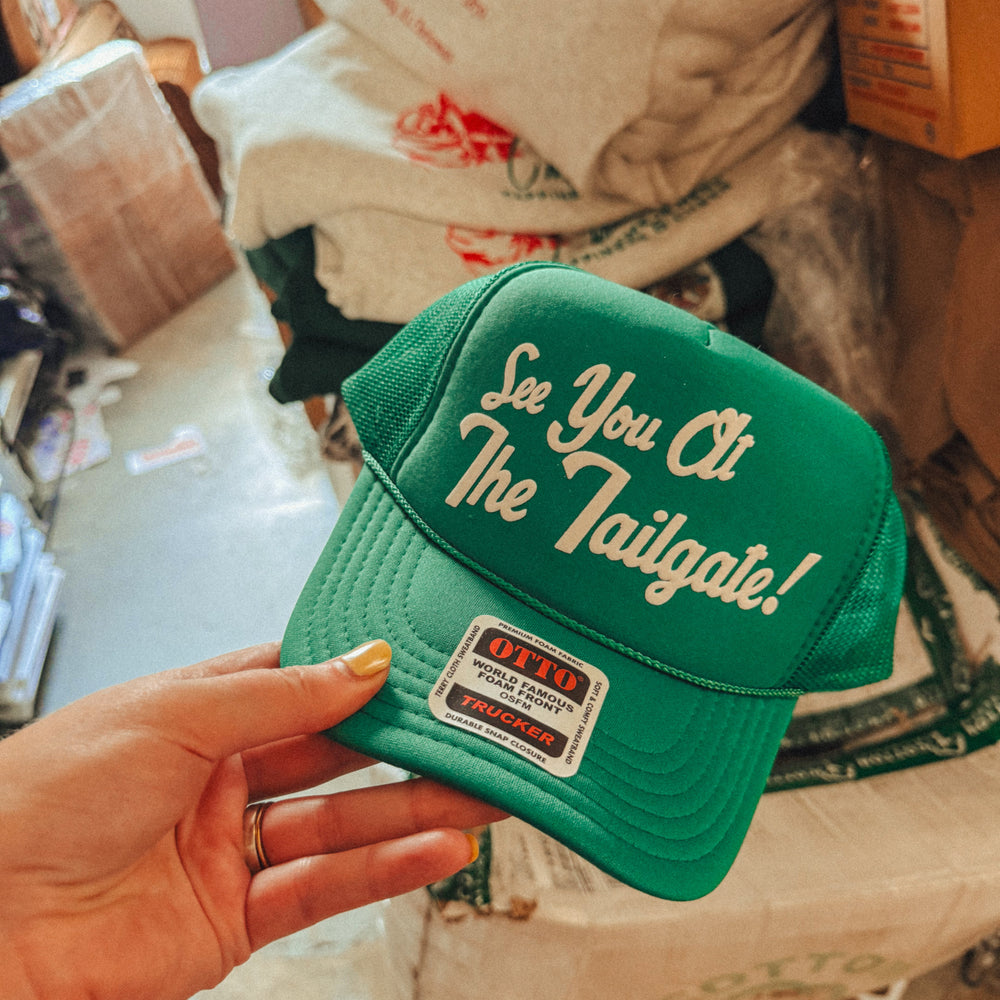 See You At
The Tailgate!
PREMIUM FOAM FABRIC
TERRY CLOTH SWEATBAND
OTTO®
WORLD FAMOUS
FOAM FRONT
OSFM
TRUCKER
DURABLE SNAP CLOSURE
SOFT & COMFY SWEATBAND